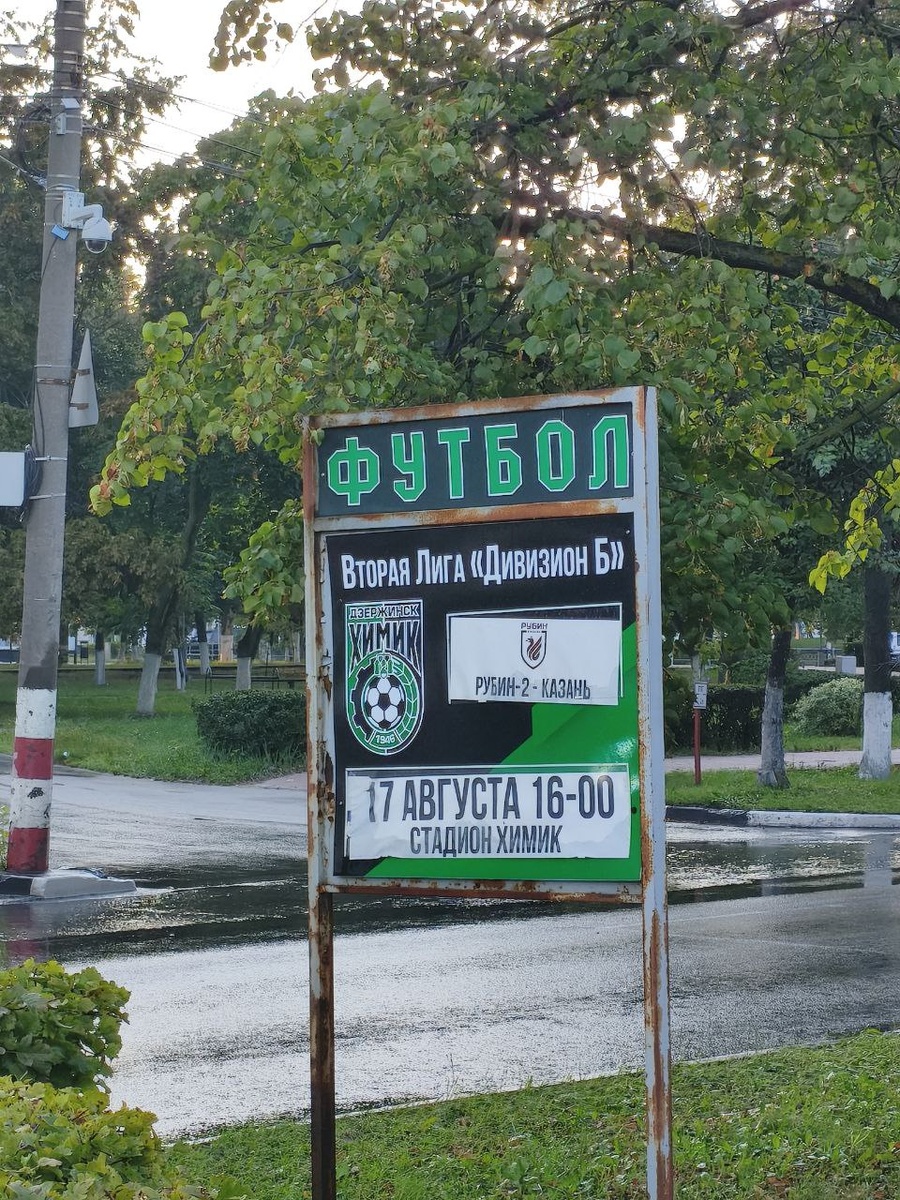 ФУТБОЛ
Вторая Лига «Дивизион Б»
ДЗЕРЖИНСК
ХИМИК
1946
РУБИН
РУБИН-2 - КАЗАНЬ
17 АВГУСТА 16-00
СТАДИОН ХИМИК